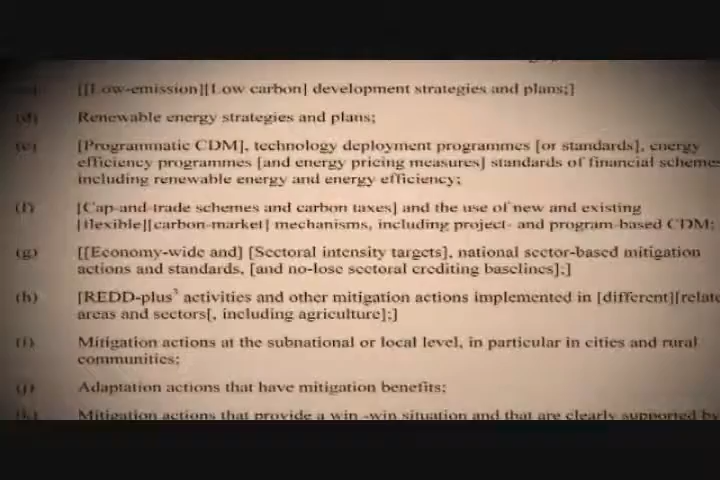 [[Low-emission][Low carbon] development strategies and plans;]
(d) Renewable energy strategies and plans;
(e) [Programmatic CDM], technology deployment programmes [or standards], energy
efficiency programmes [and energy pricing measures] standards of financial scheme
including renewable energy and energy efficiency;
(f) [Cap-and-trade schemes and carbon taxes] and the use of new and existing
[flexible][carbon-market] mechanisms, including project- and program-based CDM;
(g) [[Economy-wide and] [Sectoral intensity targets], national sector-based mitigation
actions and standards, [and no-lose sectoral crediting baselines];]
(h) [REDD-plus³ activities and other mitigation actions implemented in [different][relate
areas and sectors[, including agriculture];]
(i) Mitigation actions at the subnational or local level, in particular in cities and rural
communities;
(j) Adaptation actions that have mitigation benefits;
(k) Mitigation actions that provide a win -win situation and that are clearly supported by